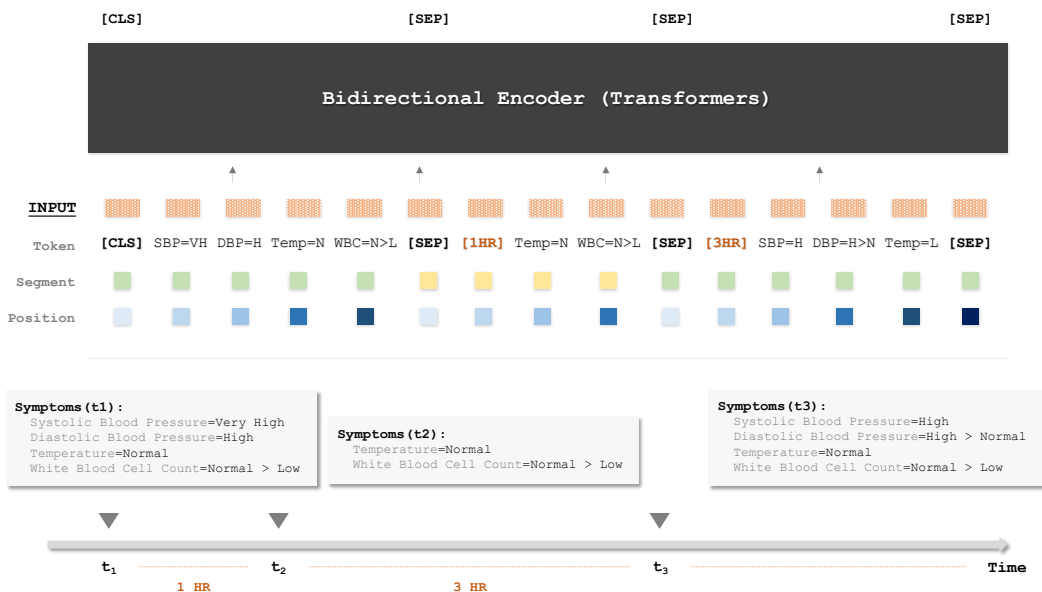 [CLS] [SEP] [SEP] [SEP]
Bidirectional Encoder (Transformers)
INPUT
Token [CLS] SBP=VH DBP=H Temp=N WBC=N>L [SEP] [1HR] Temp=N WBC=N>L [SEP] [3HR] SBP=H DBP=H>N Temp=L [SEP]
Segment
Position
Symptoms(t1):
Systolic Blood Pressure=Very High
Diastolic Blood Pressure=High
Temperature=Normal
White Blood Cell Count=Normal > Low
Symptoms(t2):
Temperature=Normal
White Blood Cell Count=Normal > Low
Symptoms(t3):
Systolic Blood Pressure=High
Diastolic Blood Pressure=High > Normal
Temperature=Normal
White Blood Cell Count=Normal > Low
t1 t2 t3 Time
1 HR 3 HR